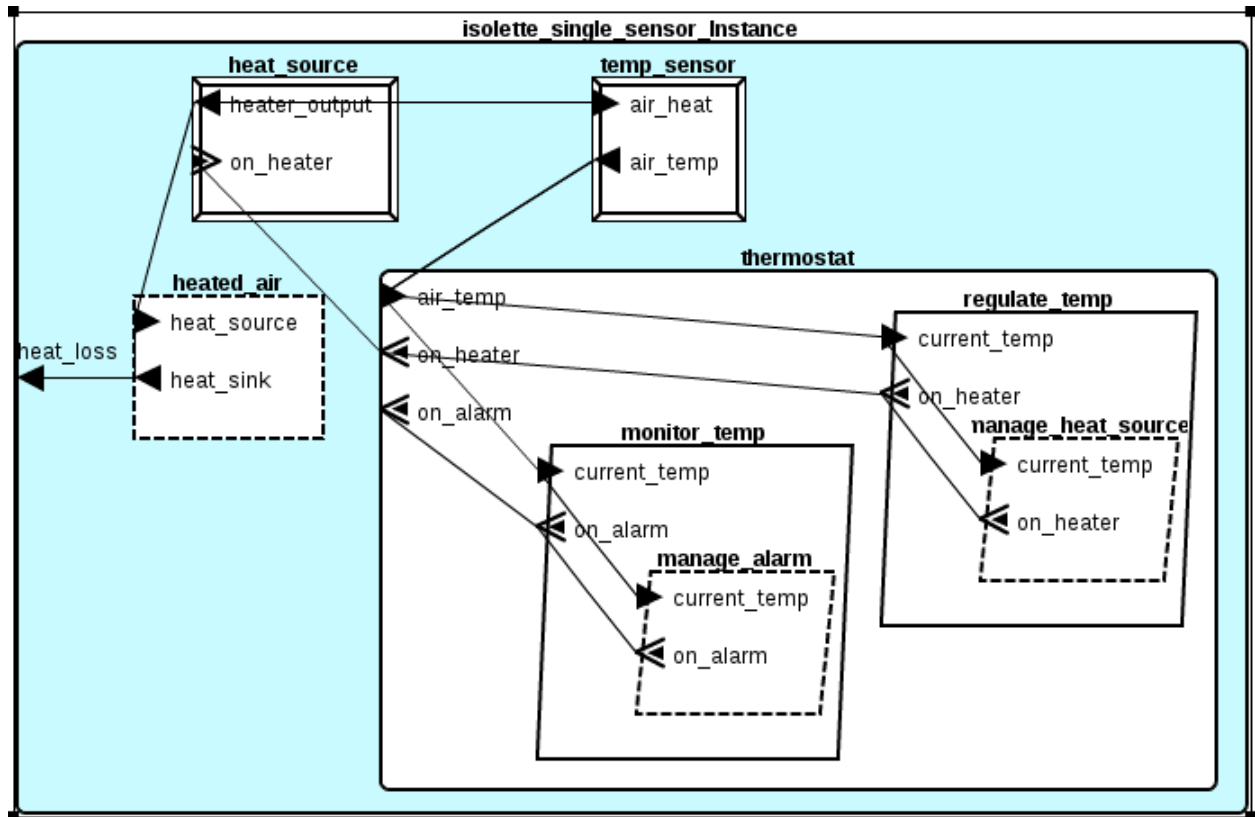 isolette_single_sensor_Instance
heat_source
heater_output
on_heater
temp_sensor
air_heat
air_temp
heated_air
heat_source
heat_sink
heat_loss
thermostat
air_temp
on_heater
on_alarm
regulate_temp
current_temp
on_heater
manage_heat_source
current_temp
on_heater
monitor_temp
current_temp
on_alarm
manage_alarm
current_temp
on_alarm